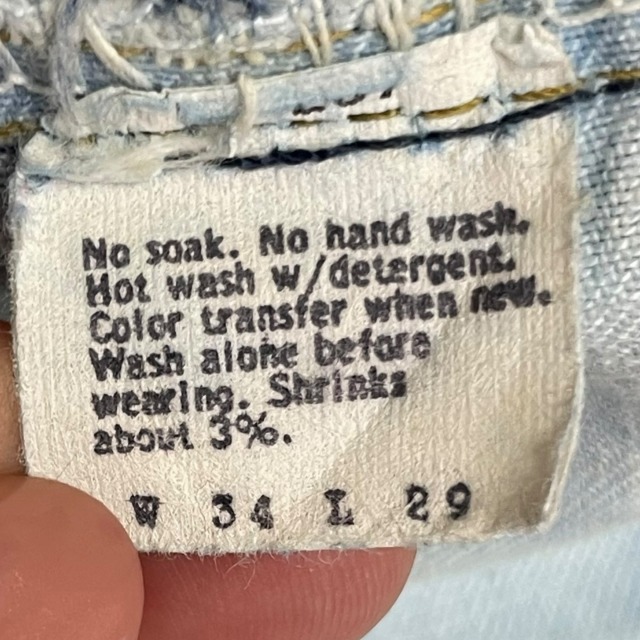 No soak. No hand wash.
Hot wash w/detergent.
Color transfer when new.
Wash alone before
wearing. Shrinks
about 3%.
W 34 L 29